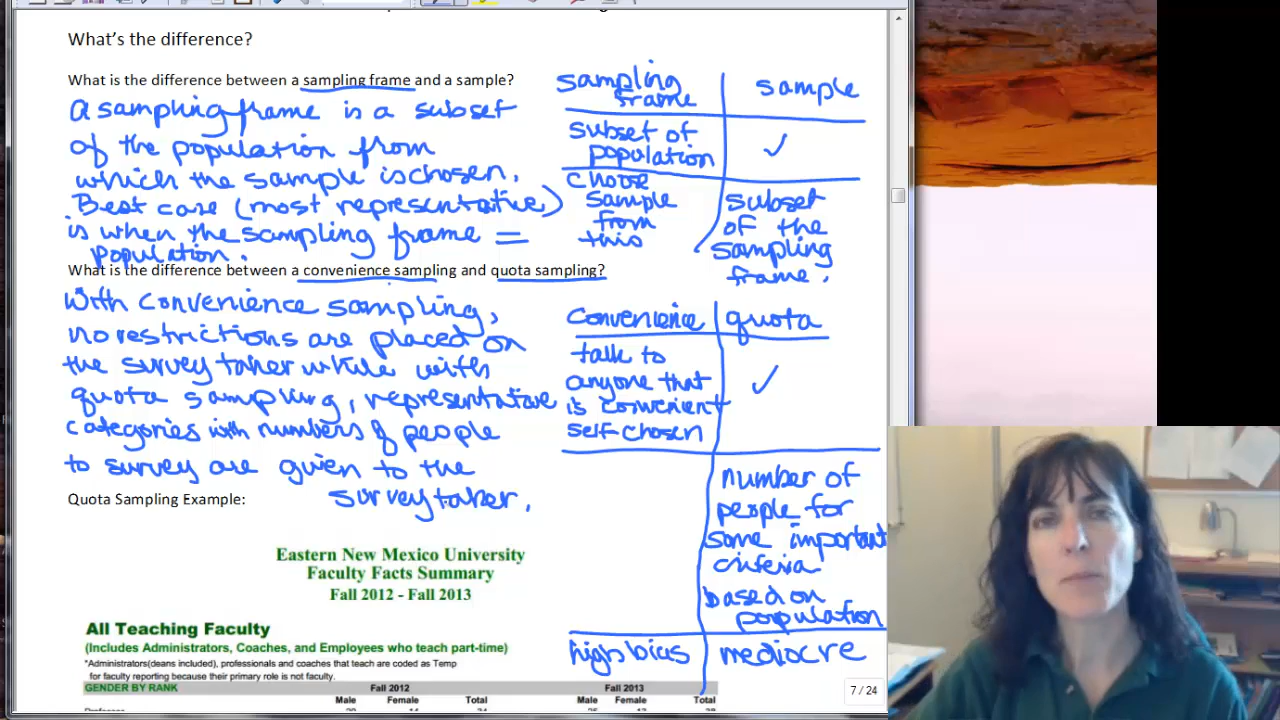 What's the difference?
What is the difference between a sampling frame and a sample?
A sampling frame is a subset
of the population from
which the sample is chosen.
Best case (most representative)
is when the sampling frame =
population.
sampling frame
sample
subset of
population
✓
choose
sample
from
this
subset
of the
sampling
frame.
What is the difference between a convenience sampling and quota sampling?
With convenience sampling,
no restrictions are placed on
the survey taker while with
quota sampling, representative
categories with numbers of people
to survey are given to the
survey taker.
convenience
quota
talk to
anyone that
is convenient
self-chosen
✓
number of
people for
some important
criteria
based on
population
high bias
mediocre
Quota Sampling Example:
Eastern New Mexico University
Faculty Facts Summary
Fall 2012 - Fall 2013
All Teaching Faculty
(Includes Administrators, Coaches, and Employees who teach part-time)
*Administrators(deans included), professionals and coaches that teach are coded as Temp
for faculty reporting because their primary role is not faculty.
GENDER BY RANK Fall 2012 Fall 2013
Male Female Total Male Female Total
7 / 24